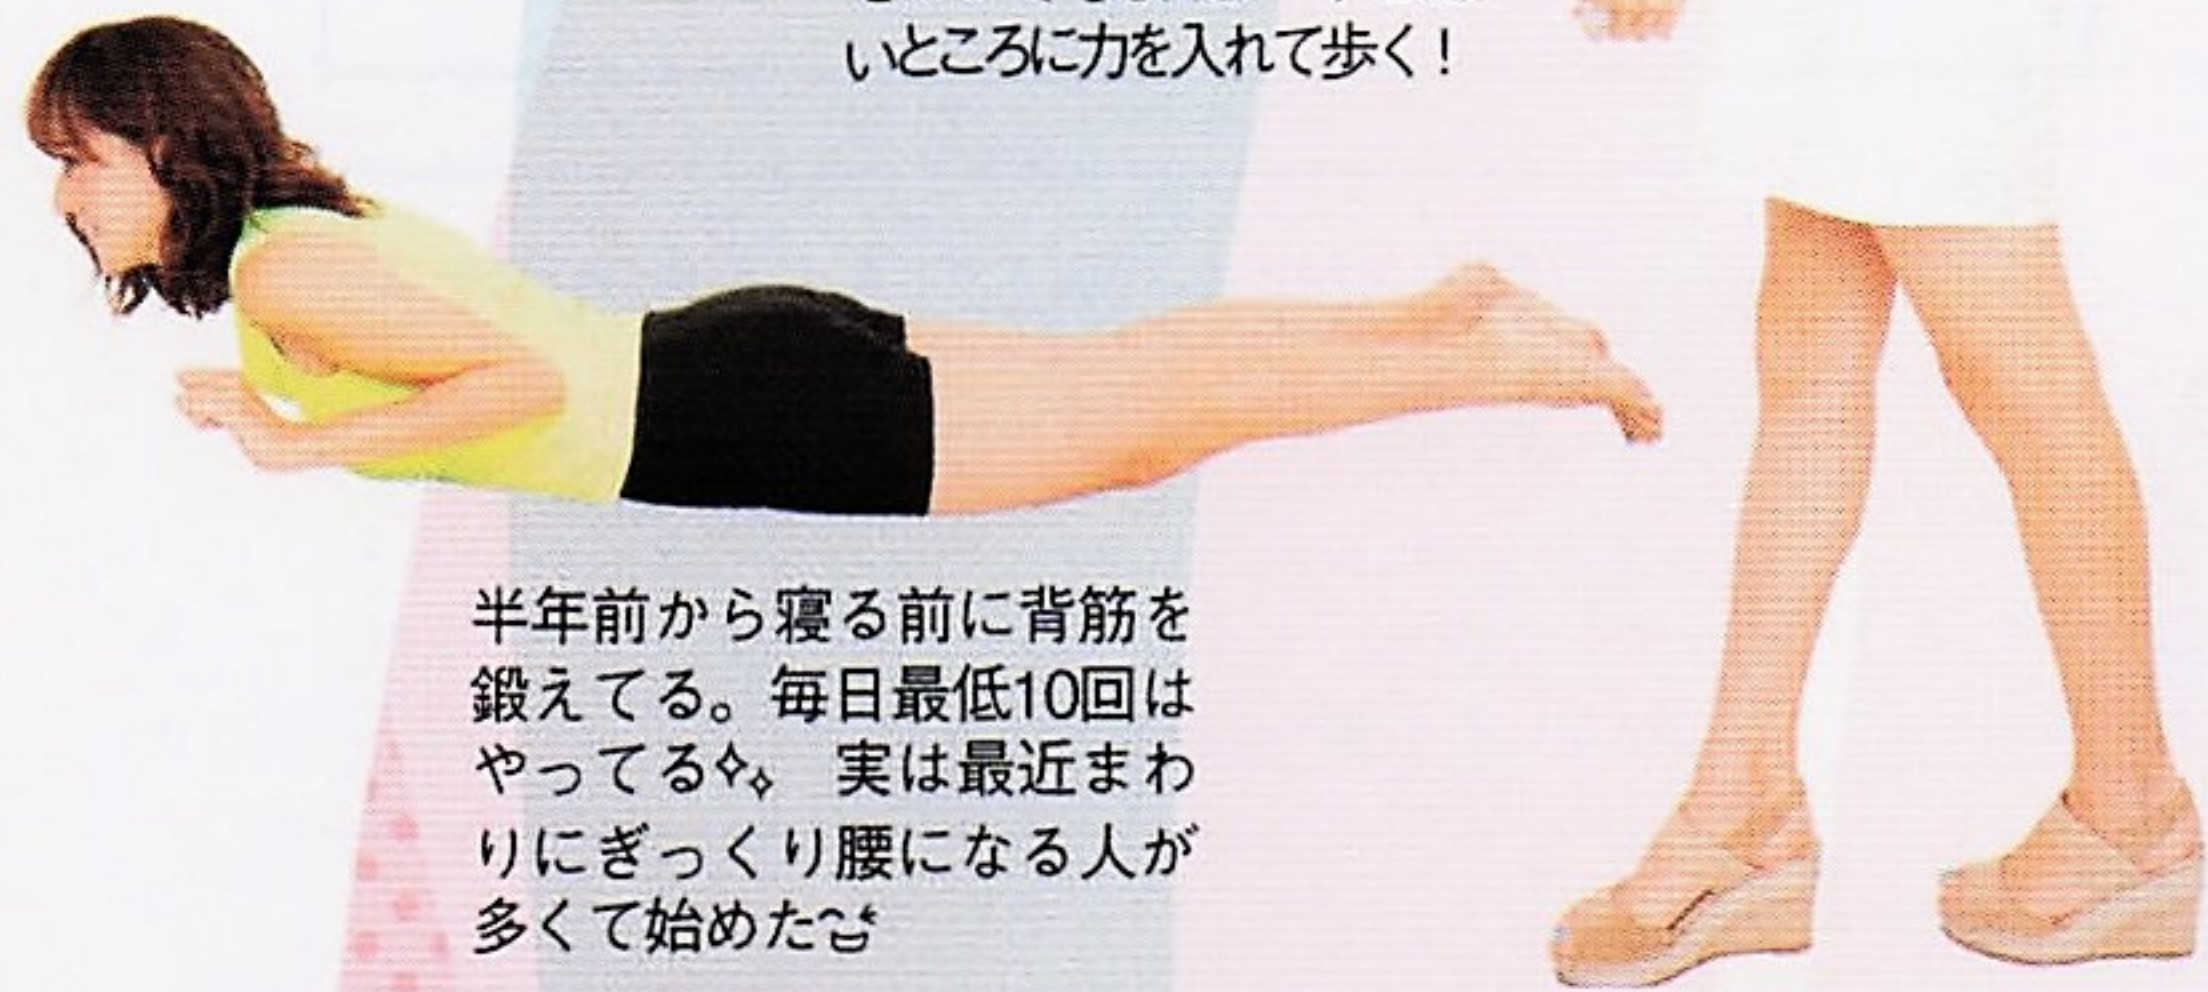 いところに力を入れて歩く！
半年前から寝る前に背筋を
鍛えてる。毎日最低10回は
やってる✧˖ 実は最近まわ
りにぎっくり腰になる人が
多くて始めた